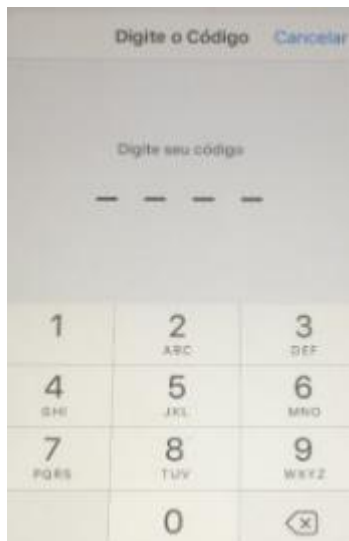 Digite o Código Cancelar
Digite seu código
1 2 3
ABC DEF
4 5 6
GHI JKL MNO
7 8 9
PQRS TUV WXYZ
0